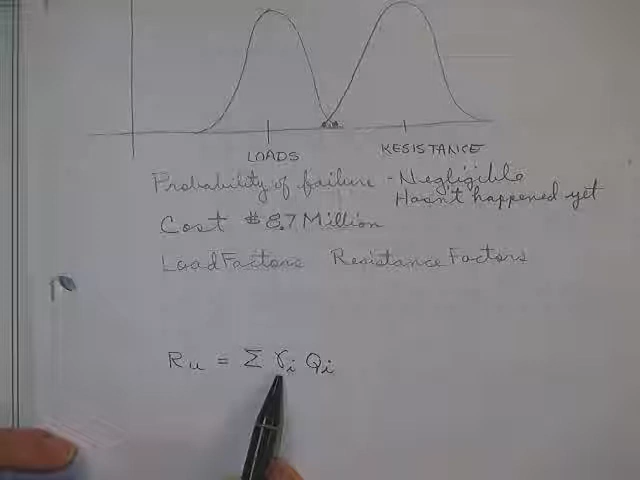 LOADS RESISTANCE
Probability of failure - Negligible
Hasn't happened yet
Cost $8.7 Million
Load Factors Resistance Factors
Ru = Σ γi Qi